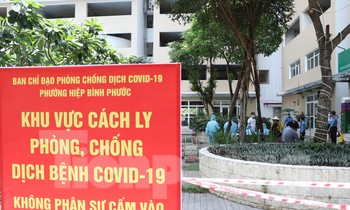 BAN CHỈ ĐẠO PHÒNG CHỐNG DỊCH COVID-19
PHƯỜNG HIỆP BÌNH PHƯỚC
KHU VỰC CÁCH LY
PHÒNG, CHỐNG
DỊCH BỆNH COVID-19
KHÔNG PHẬN SỰ CẤM VÀO